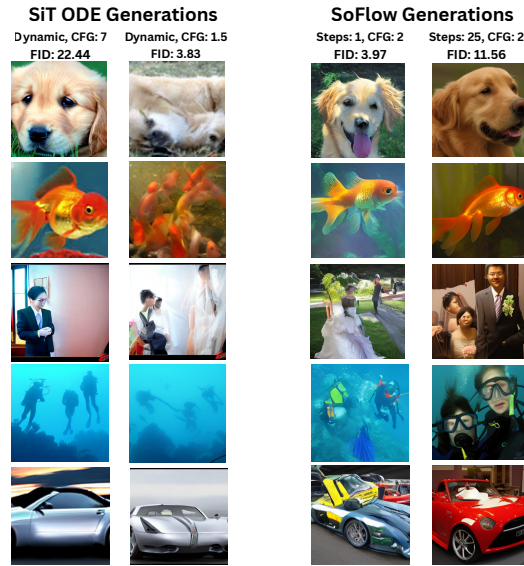 SiT ODE Generations
Dynamic, CFG: 7
FID: 22.44
Dynamic, CFG: 1.5
FID: 3.83
SoFlow Generations
Steps: 1, CFG: 2
FID: 3.97
Steps: 25, CFG: 2
FID: 11.56